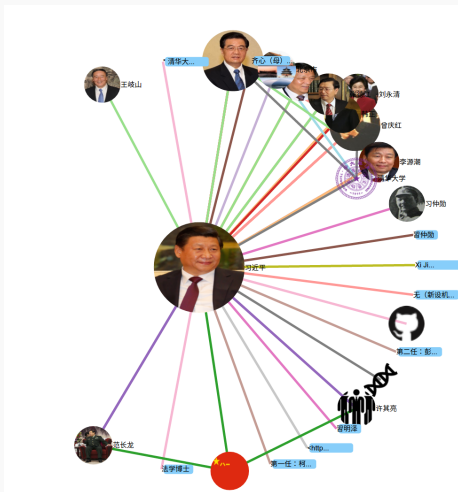 清华大...
齐心（母）...
王岐山
刘永清
曾庆红
李源潮
大学
习仲勋
习仲勋
习近平
Xi Ji...
无（新设机...
第二任：彭...
许其亮
习明泽
<http...
范长龙
法学博士
第一任：柯...